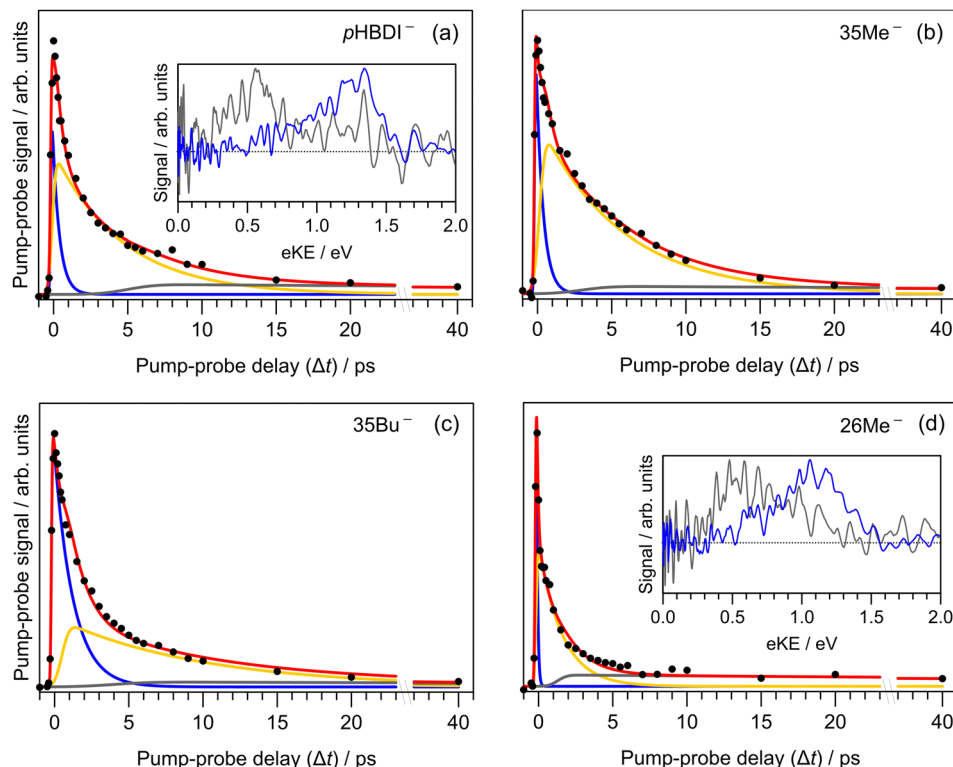 pHBDI⁻ (a)
Pump-probe signal / arb. units
Signal / arb. units
0.0 0.5 1.0 1.5 2.0
eKE / eV
0 5 10 15 20 40
Pump-probe delay (Δt) / ps
35Me⁻ (b)
0 5 10 15 20 40
Pump-probe delay (Δt) / ps
35Bu⁻ (c)
Pump-probe signal / arb. units
0 5 10 15 20 40
Pump-probe delay (Δt) / ps
26Me⁻ (d)
Signal / arb. units
0.0 0.5 1.0 1.5 2.0
eKE / eV
0 5 10 15 20 40
Pump-probe delay (Δt) / ps